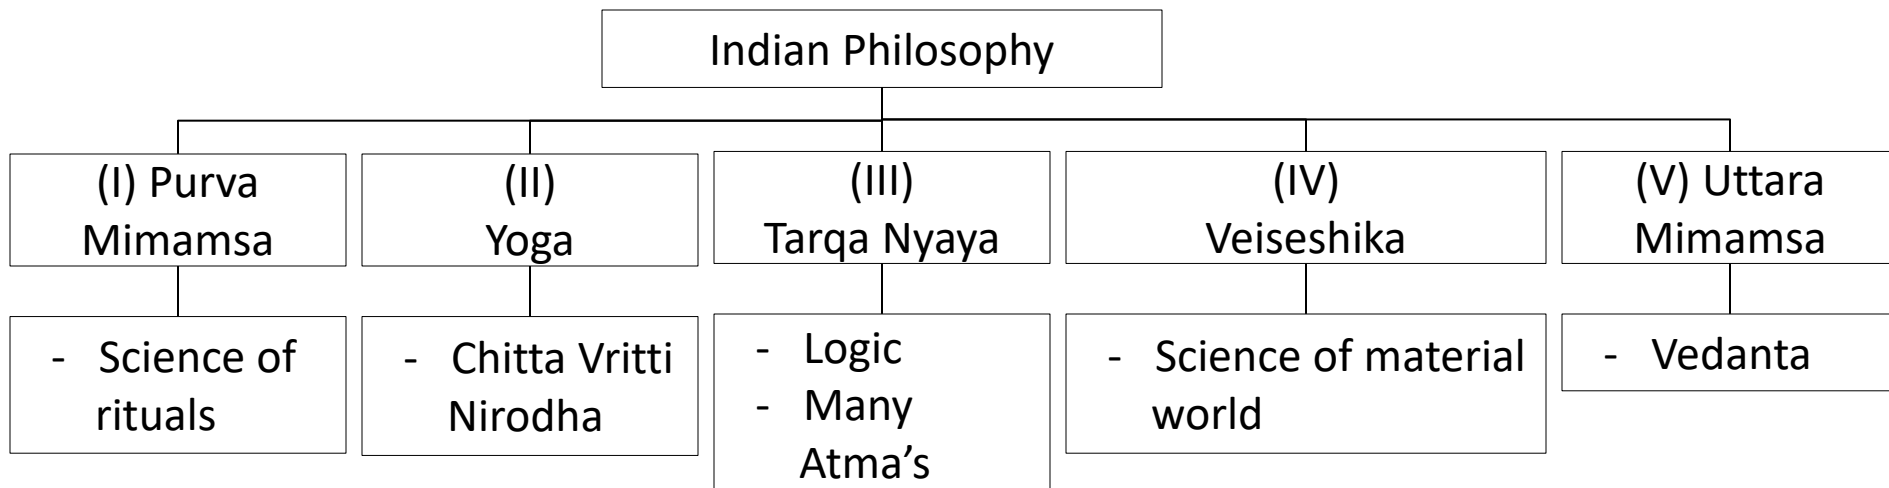 Indian Philosophy
(I) Purva
Mimamsa
(II)
Yoga
(III)
Tarqa Nyaya
(IV)
Veiseshika
(V) Uttara
Mimamsa
- Science of
rituals
- Chitta Vritti
Nirodha
- Logic
- Many
Atma’s
- Science of material
world
- Vedanta